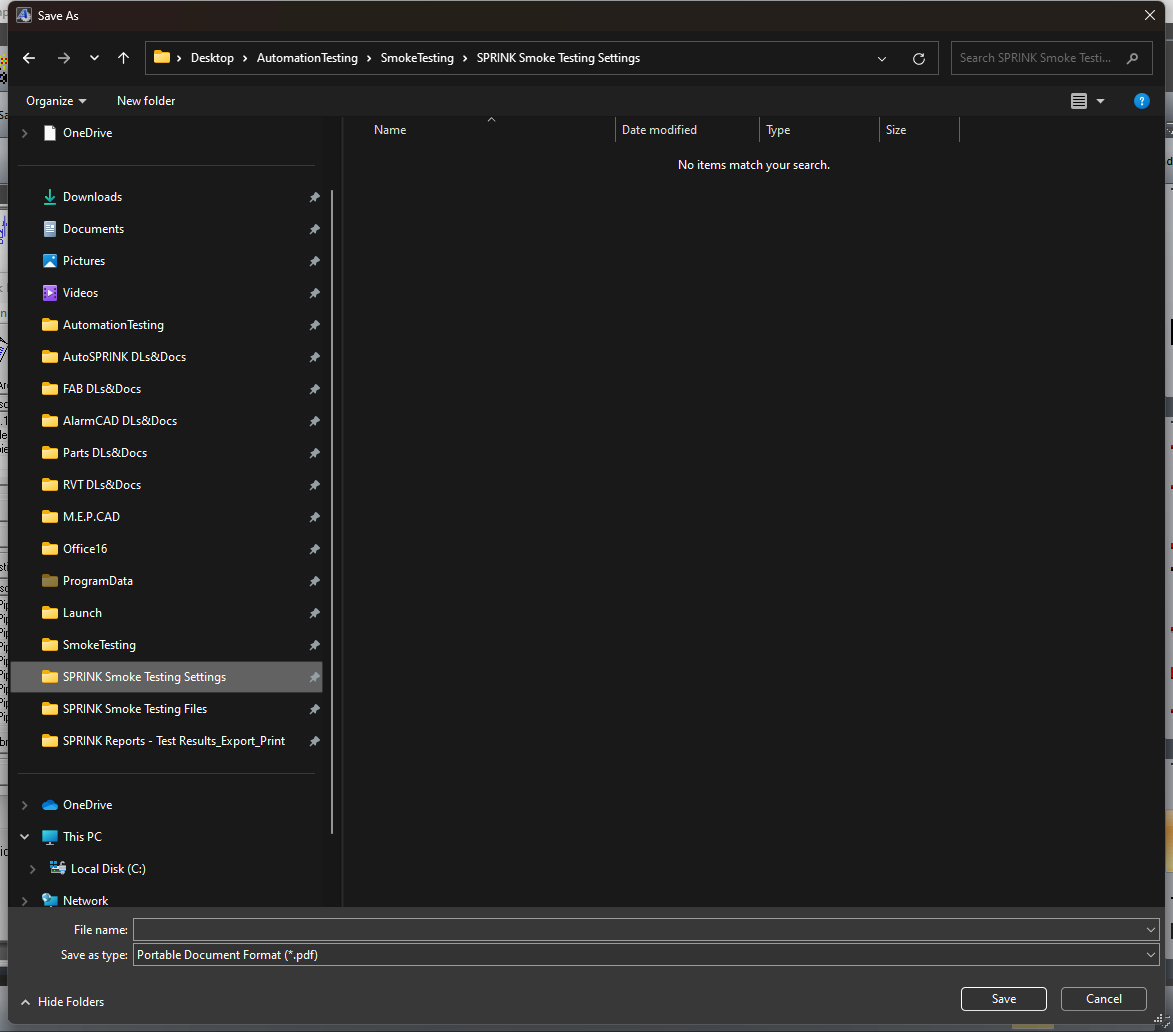 Save As
Desktop > AutomationTesting > SmokeTesting > SPRINK Smoke Testing Settings
Search SPRINK Smoke Testi...
Organize
New folder
?
OneDrive
Downloads
Documents
Pictures
Videos
AutomationTesting
AutoSPRINK DLs&Docs
FAB DLs&Docs
AlarmCAD DLs&Docs
Parts DLs&Docs
RVT DLs&Docs
M.E.P.CAD
Office16
ProgramData
Launch
SmokeTesting
SPRINK Smoke Testing Settings
SPRINK Smoke Testing Files
SPRINK Reports - Test Results_Export_Print
OneDrive
This PC
Local Disk (C:)
Network
Name
Date modified
Type
Size
No items match your search.
File name:
Save as type: Portable Document Format (*.pdf)
Hide Folders
Save
Cancel